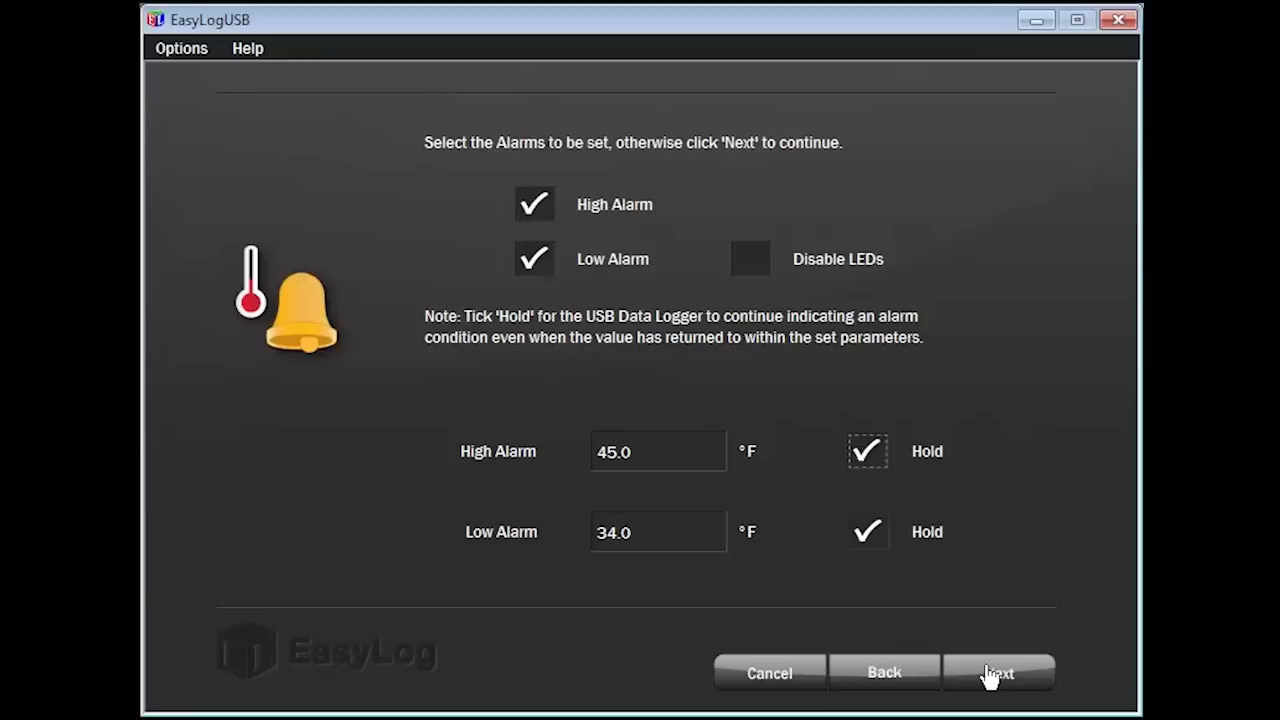 EasyLogUSB
Options Help
Select the Alarms to be set, otherwise click 'Next' to continue.
High Alarm
Low Alarm Disable LEDs
Note: Tick 'Hold' for the USB Data Logger to continue indicating an alarm
condition even when the value has returned to within the set parameters.
High Alarm 45.0 °F Hold
Low Alarm 34.0 °F Hold
EasyLog
Cancel Back Next